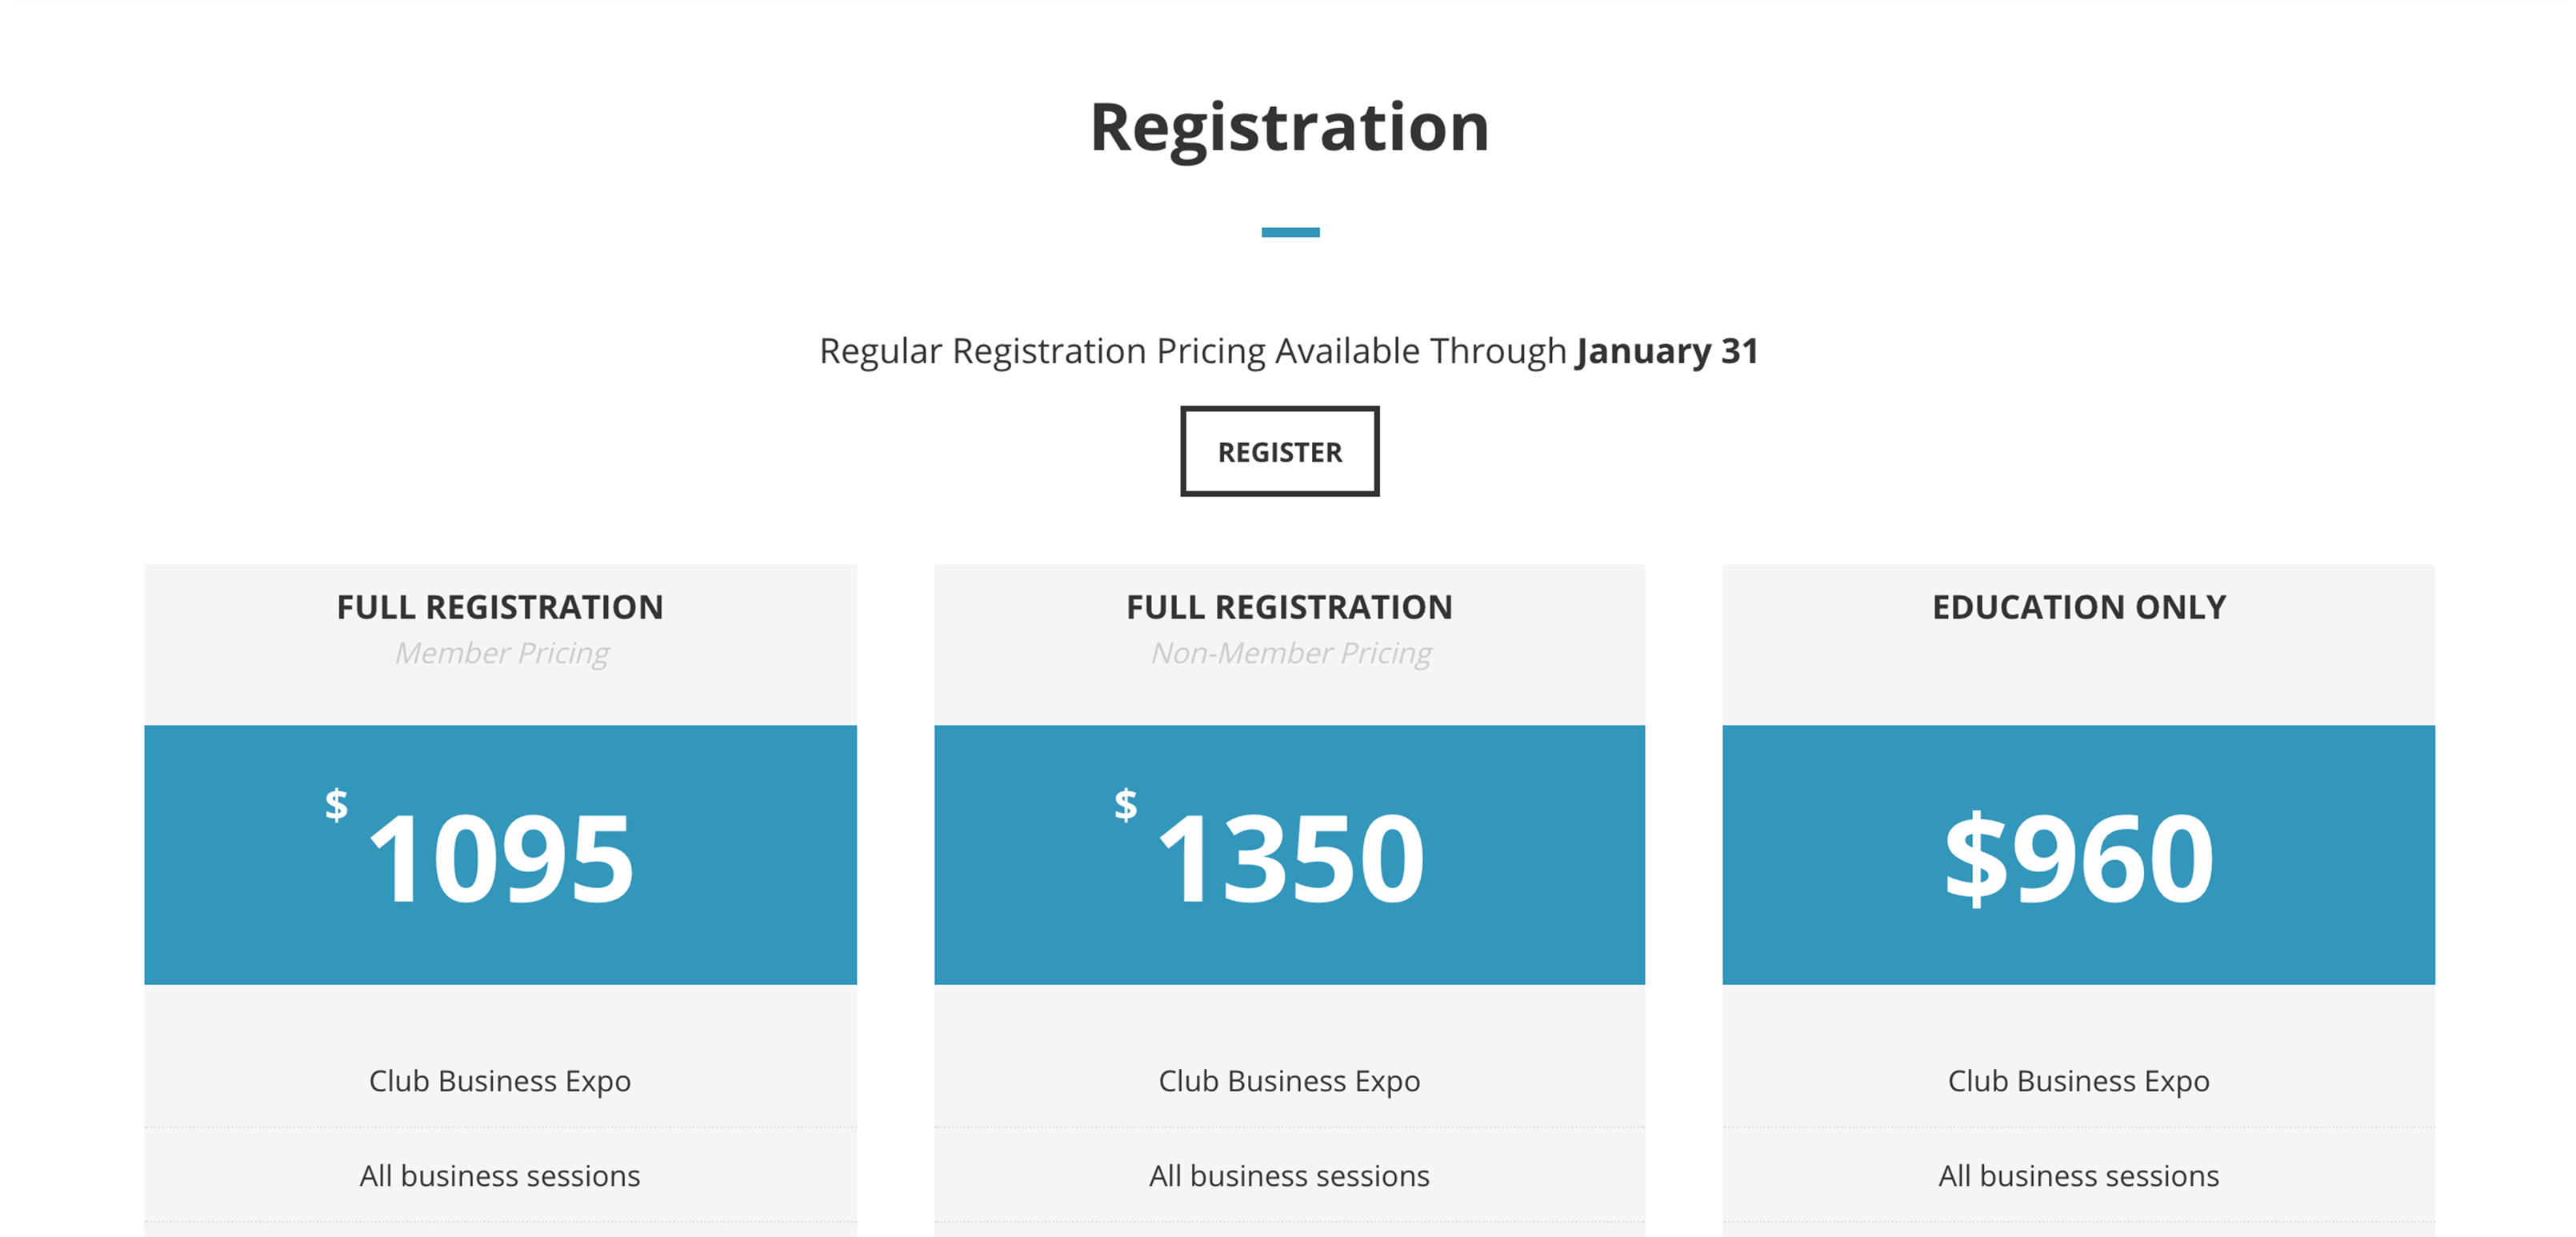 Registration
Regular Registration Pricing Available Through January 31
REGISTER
FULL REGISTRATION
Member Pricing
$1095
Club Business Expo
All business sessions
FULL REGISTRATION
Non-Member Pricing
$1350
Club Business Expo
All business sessions
EDUCATION ONLY
$960
Club Business Expo
All business sessions